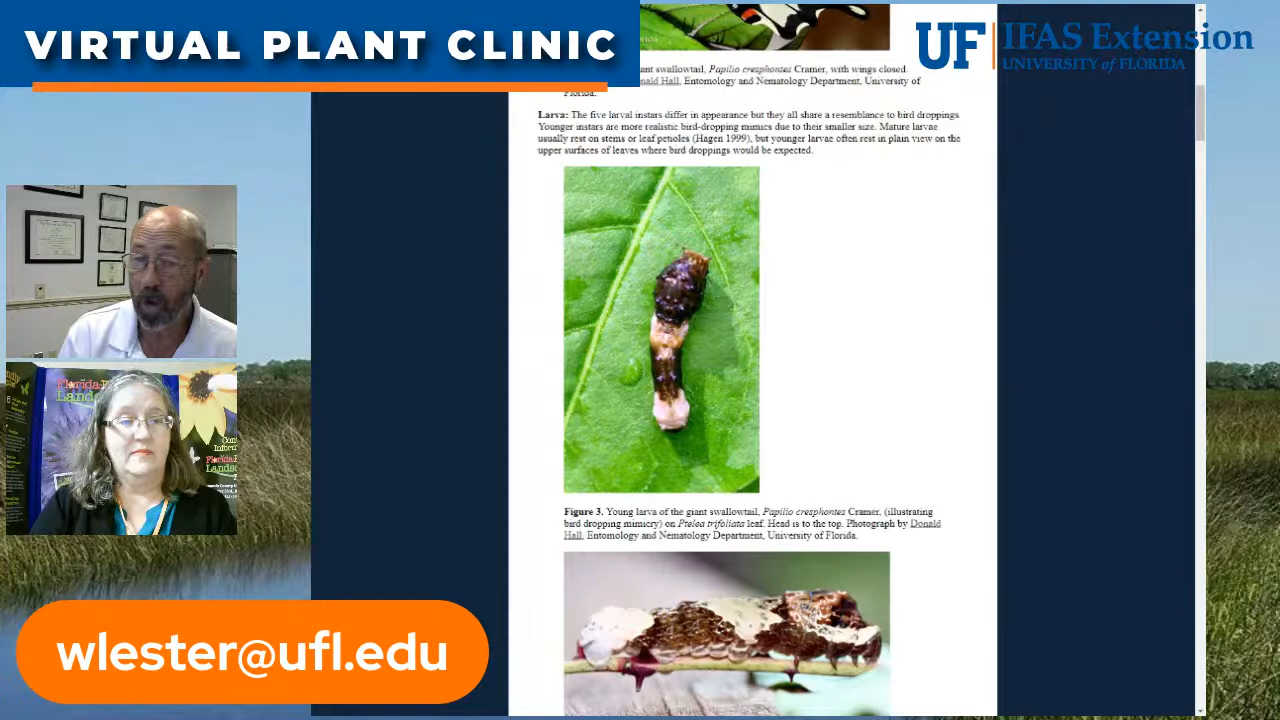 VIRTUAL PLANT CLINIC
UF IFAS Extension
UNIVERSITY of FLORIDA
ant swallowtail, Papilio cresphontes Cramer, with wings closed.
nald Hall, Entomology and Nematology Department, University of
Florida.
Larva: The five larval instars differ in appearance but they all share a resemblance to bird droppings.
Younger instars are more realistic bird-dropping mimics due to their smaller size. Mature larvae
usually rest on stems or leaf petioles (Hagen 1999), but younger larvae often rest in plain view on the
upper surfaces of leaves where bird droppings would be expected.
Figure 3. Young larva of the giant swallowtail, Papilio cresphontes Cramer, (illustrating
bird dropping mimicry) on Ptelea trifoliata leaf. Head is to the top. Photograph by Donald
Hall, Entomology and Nematology Department, University of Florida.
wlester@ufl.edu